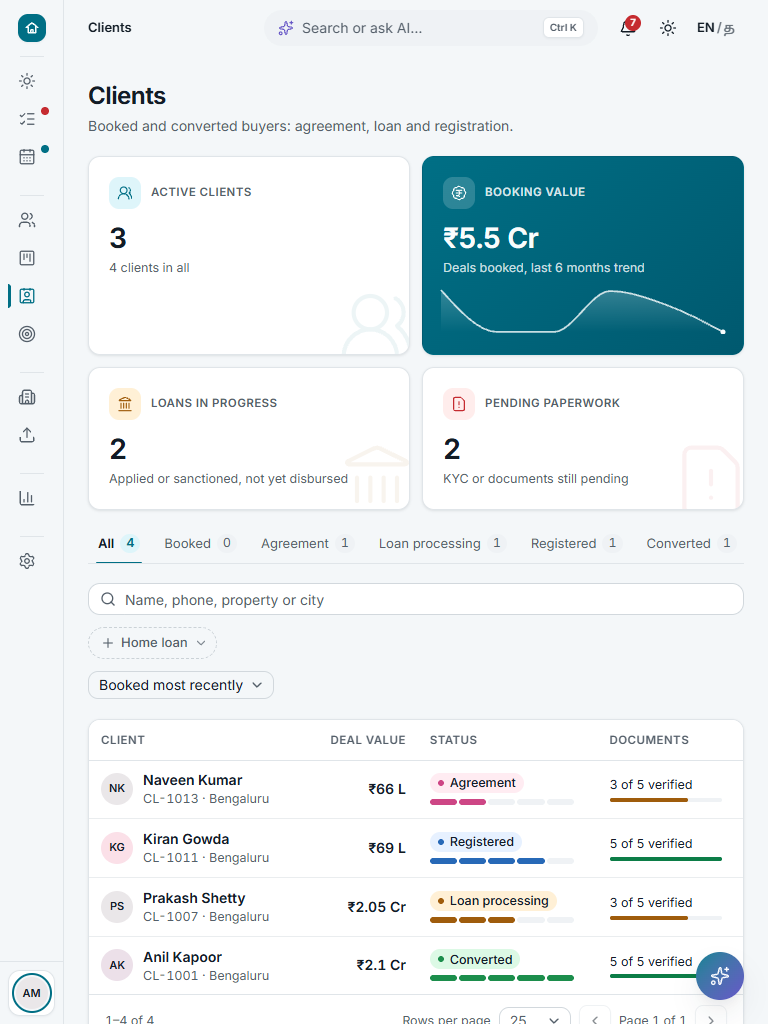 Clients
Search or ask AI...
Ctrl K
7
EN / த
Clients
Booked and converted buyers: agreement, loan and registration.
ACTIVE CLIENTS
3
4 clients in all
BOOKING VALUE
₹5.5 Cr
Deals booked, last 6 months trend
LOANS IN PROGRESS
2
Applied or sanctioned, not yet disbursed
PENDING PAPERWORK
2
KYC or documents still pending
All 4 Booked 0 Agreement 1 Loan processing 1 Registered 1 Converted 1
Name, phone, property or city
Home loan
Booked most recently
CLIENT DEAL VALUE STATUS DOCUMENTS
NK Naveen Kumar ₹66 L Agreement 3 of 5 verified
CL-1013 · Bengaluru
KG Kiran Gowda ₹69 L Registered 5 of 5 verified
CL-1011 · Bengaluru
PS Prakash Shetty ₹2.05 Cr Loan processing 3 of 5 verified
CL-1007 · Bengaluru
AK Anil Kapoor ₹2.1 Cr Converted 5 of 5 verified
CL-1001 · Bengaluru
AM
1–4 of 4 Rows per page 25 Page 1 of 1